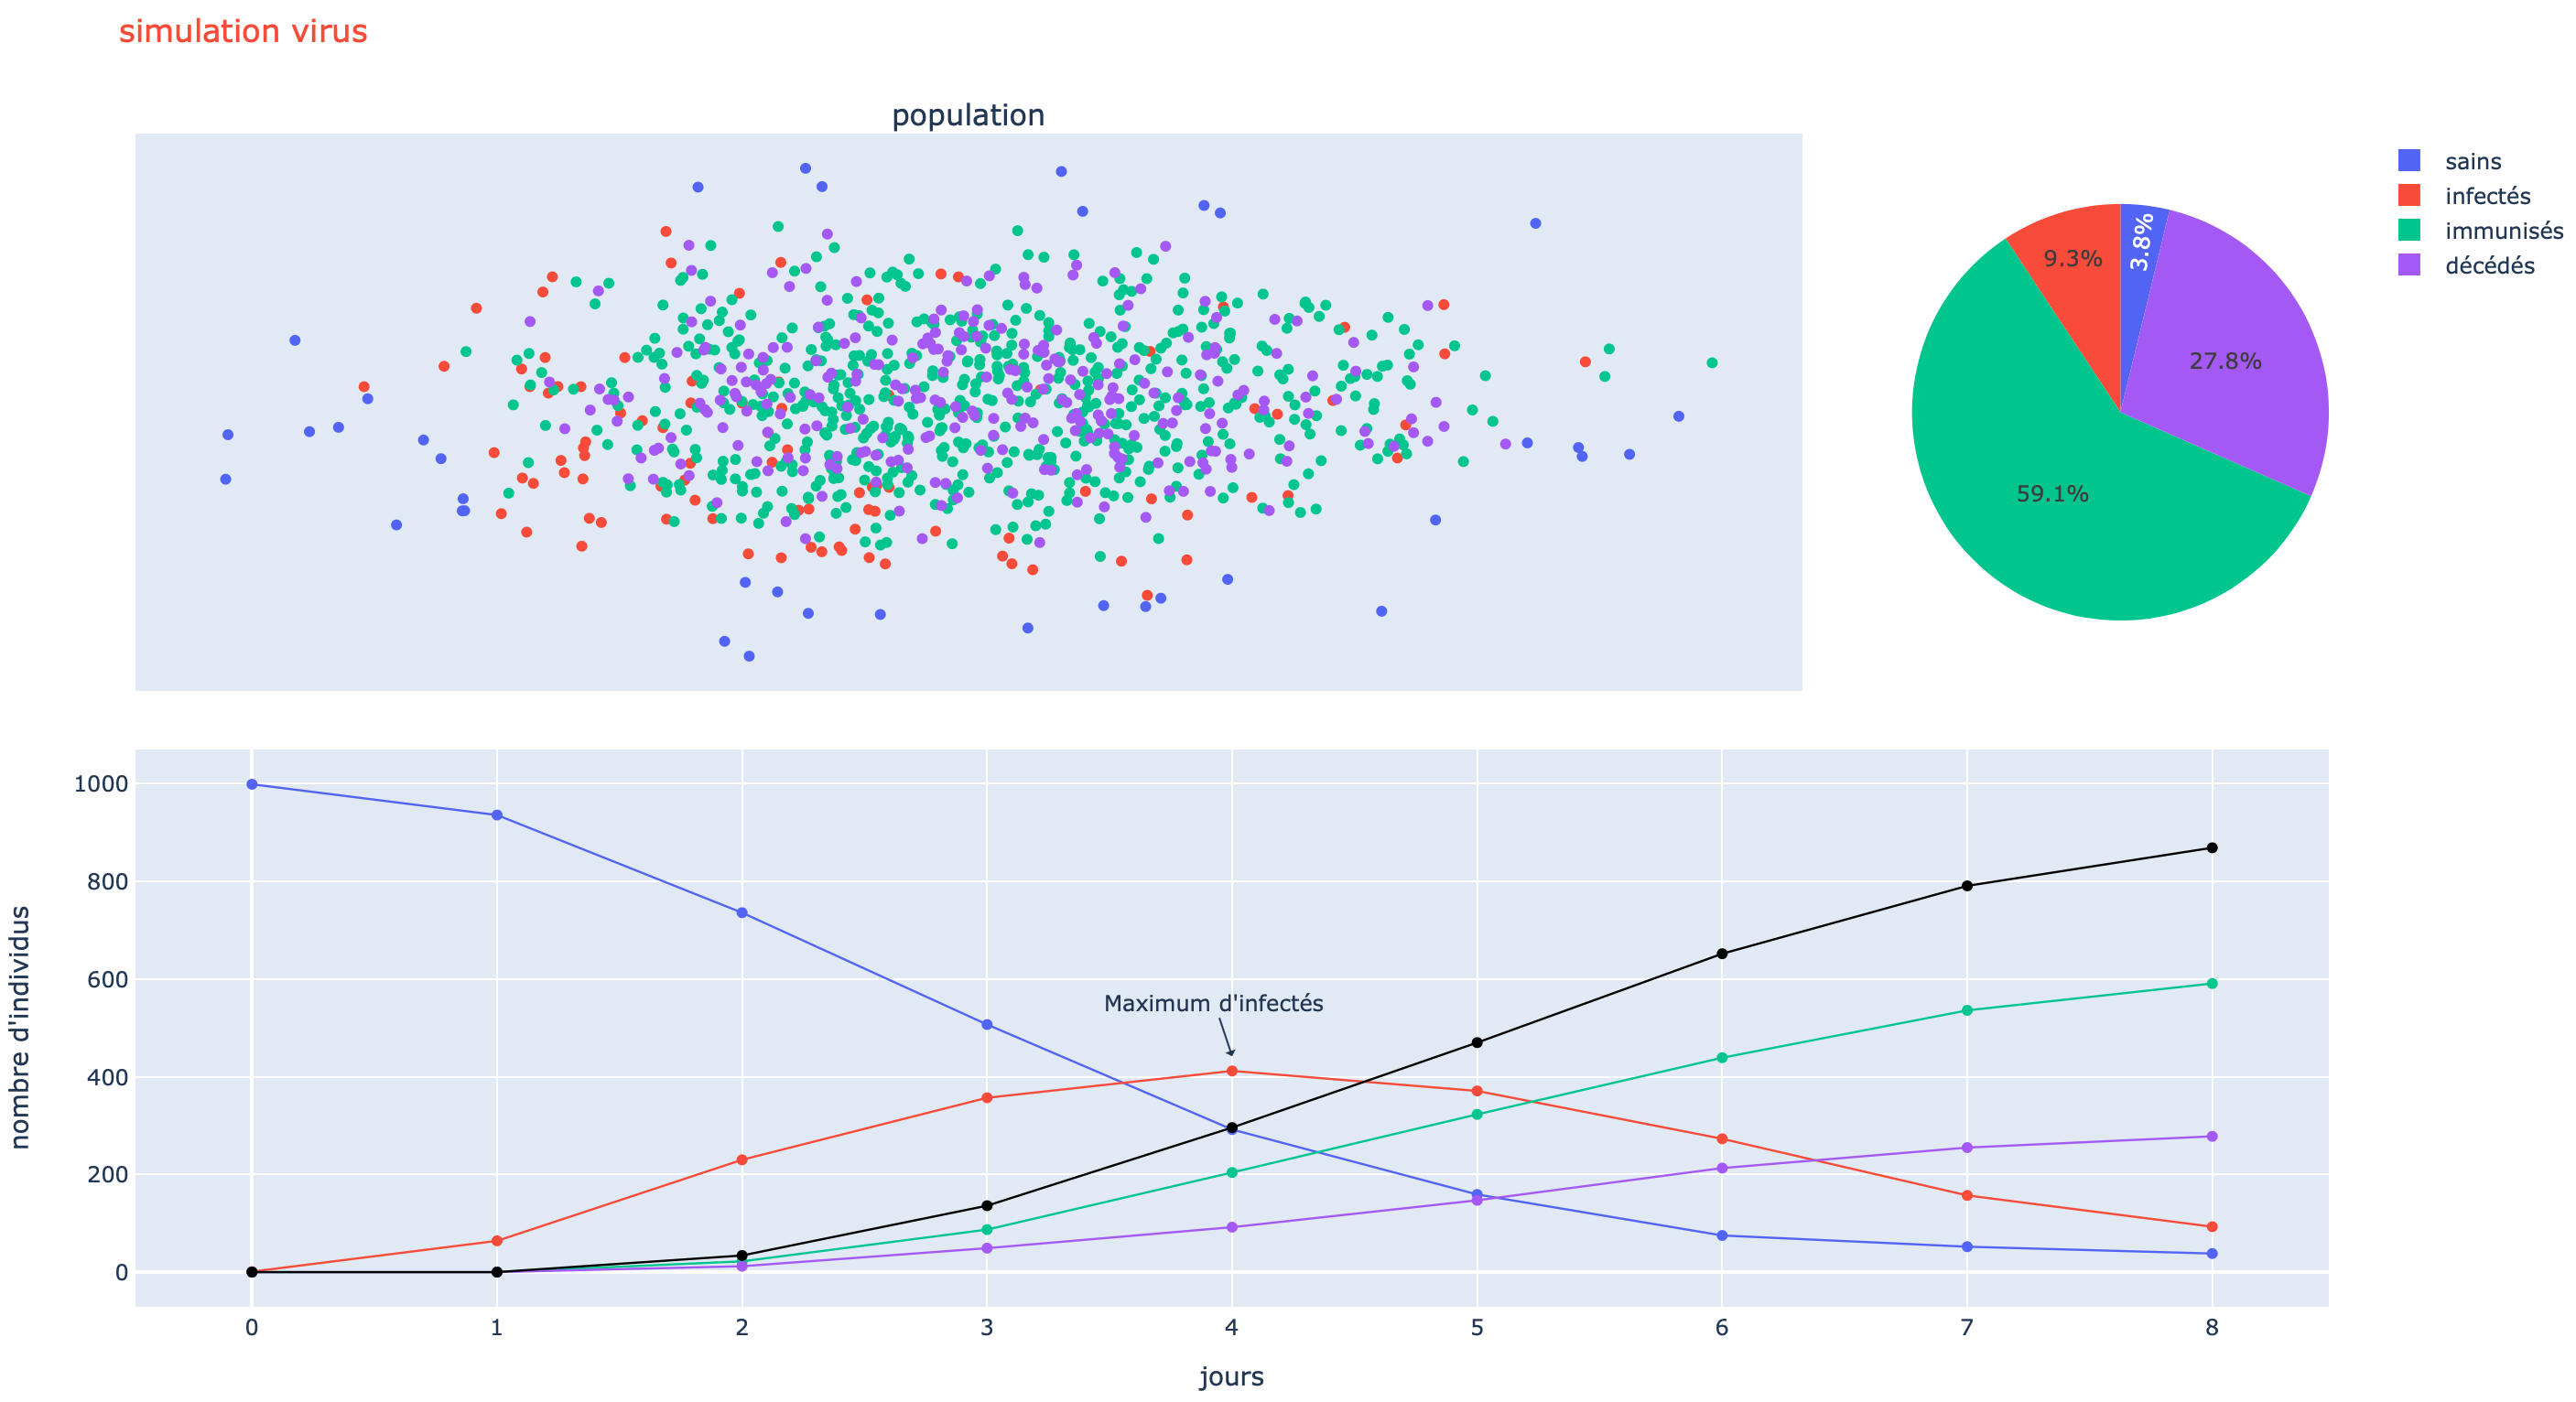 simulation virus
population
sains
infectés
immunisés
décédés
3.8%
9.3%
27.8%
59.1%
1000
800
600
400
200
0
nombre d'individus
Maximum d'infectés
0 1 2 3 4 5 6 7 8
jours